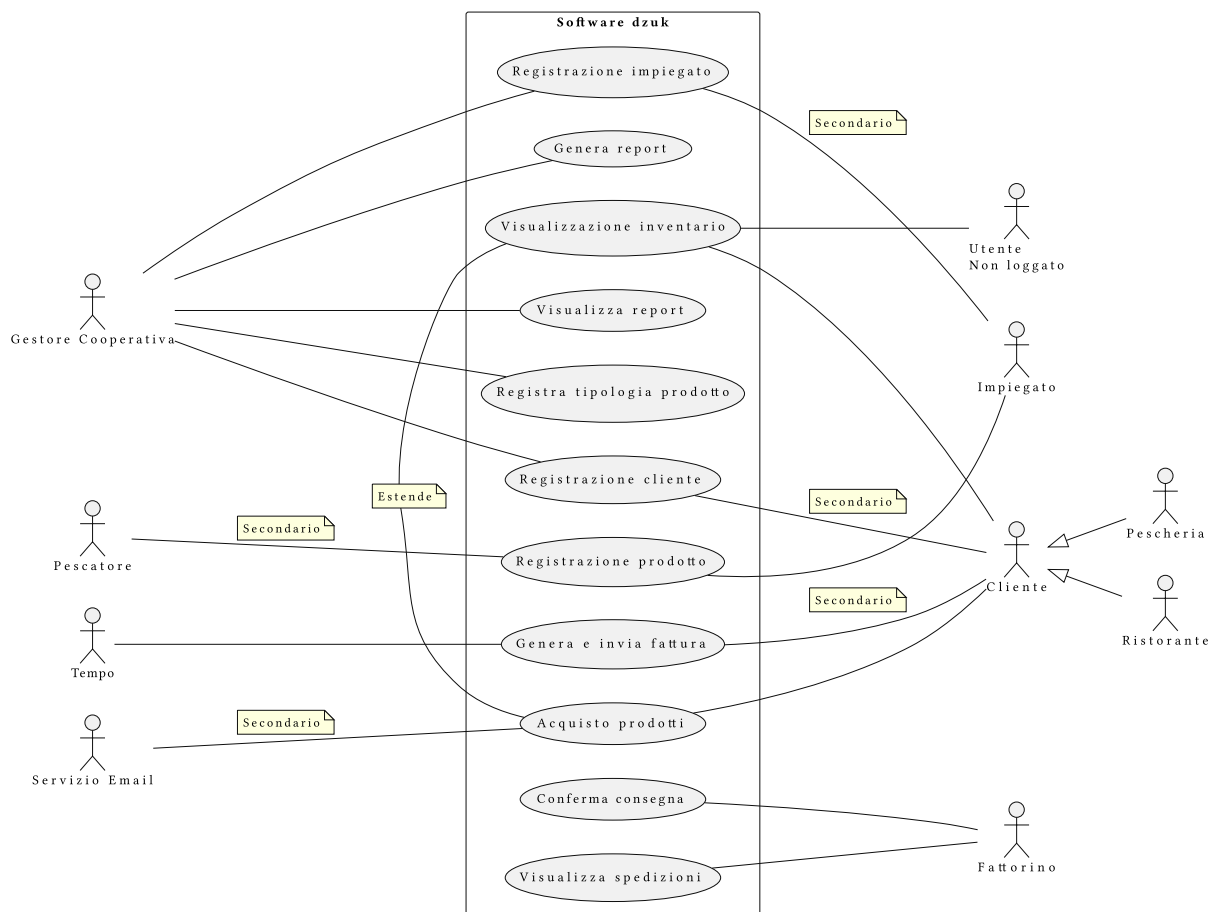 Software dzuk
Registrazione impiegato
Secondario
Genera report
Visualizzazione inventario
Utente
Non loggato
Visualizza report
Gestore Cooperativa
Impiegato
Registra tipologia prodotto
Registrazione cliente
Estende
Secondario
Secondario
Pescheria
Pescatore
Registrazione prodotto
Cliente
Secondario
Ristorante
Genera e invia fattura
Tempo
Secondario
Acquisto prodotti
Servizio Email
Conferma consegna
Fattorino
Visualizza spedizioni